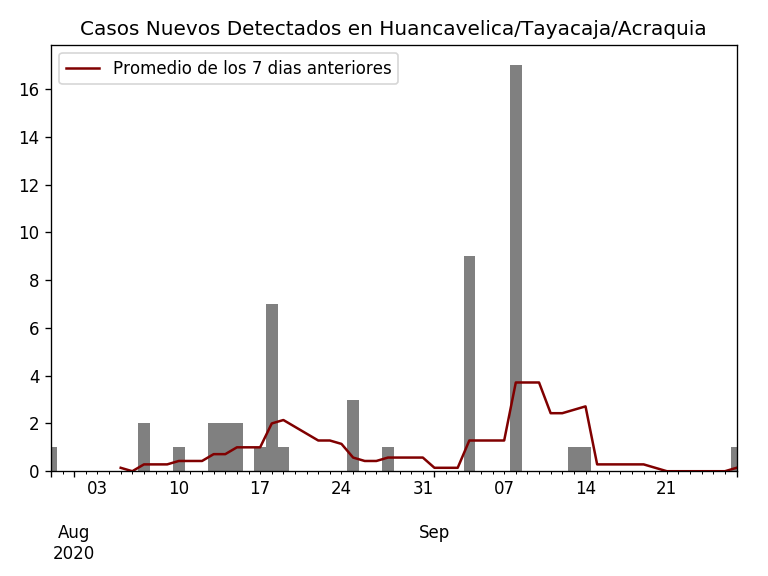 Casos Nuevos Detectados en Huancavelica/Tayacaja/Acraquia
Promedio de los 7 dias anteriores
16
14
12
10
8
6
4
2
0
03 10 17 24 31 07 14 21
Aug Sep
2020